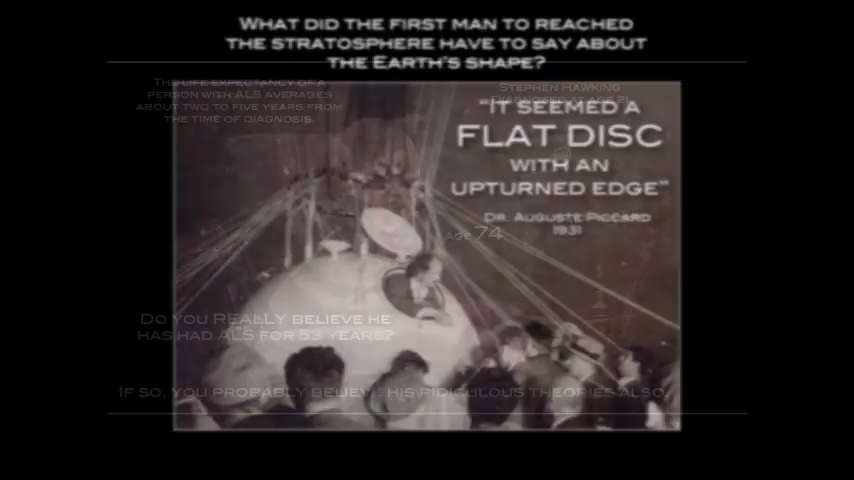 WHAT DID THE FIRST MAN TO REACHED
THE STRATOSPHERE HAVE TO SAY ABOUT
THE EARTH'S SHAPE?
THE LIFE EXPECTANCY OF A
PERSON WITH ALS AVERAGES
ABOUT TWO TO FIVE YEARS FROM
THE TIME OF DIAGNOSIS.
STEPHEN HAWKING
DIAGNOSED
"IT SEEMED A
FLAT DISC
WITH AN
UPTURNED EDGE"
DR. AUGUSTE PICCARD
1931
AGE 74
DO YOU REALLY BELIEVE HE
HAS HAD ALS FOR 53 YEARS?
IF SO, YOU PROBABLY BELIEVE HIS RIDICULOUS THEORIES ALSO.